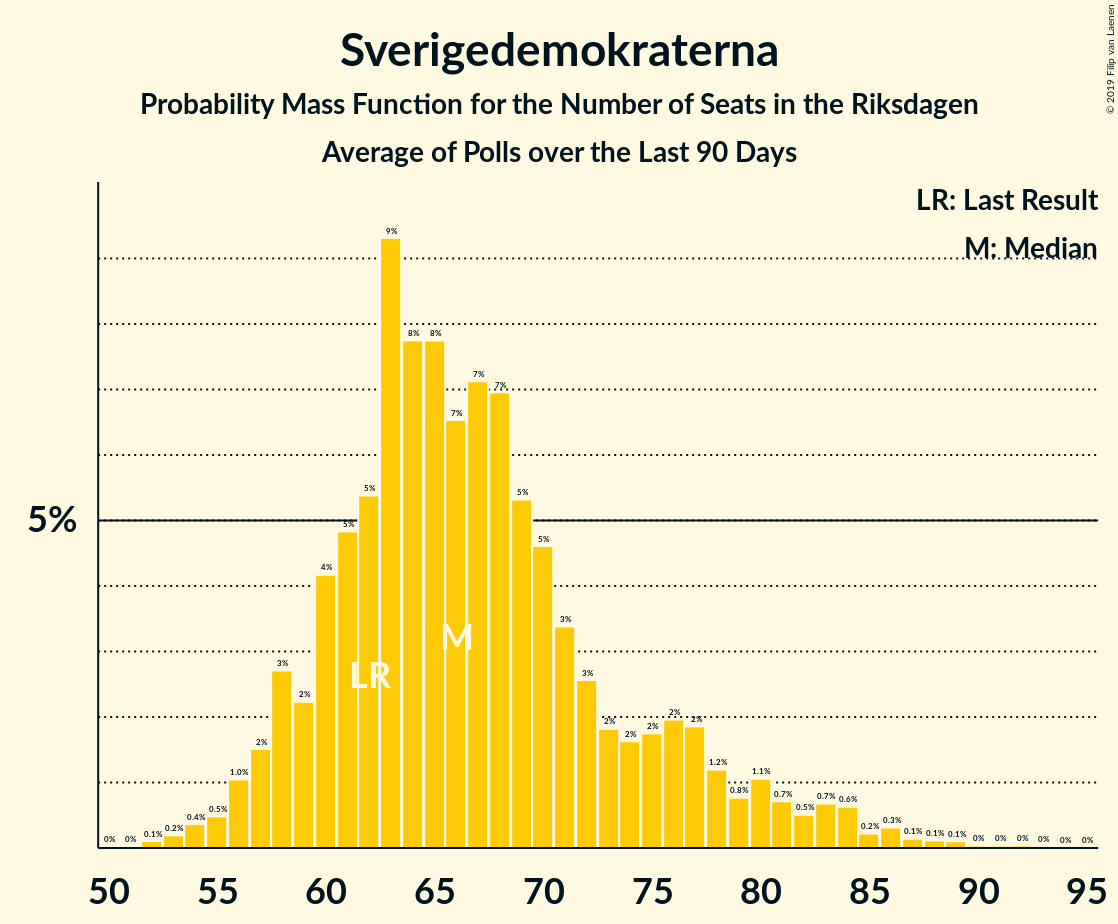 Sverigedemokraterna
Probability Mass Function for the Number of Seats in the Riksdagen
Average of Polls over the Last 90 Days
© 2019 Filip van Laenen
LR: Last Result
M: Median
5%
0% 0% 0.1% 0.2% 0.4% 0.5% 1.0% 2% 3% 2% 4% 5% 5% 9% 8% 8% 7% 7% 7% 5% 5% 3% 3% 2% 2% 2% 2% 2% 1.2% 0.8% 1.1% 0.7% 0.5% 0.7% 0.6% 0.2% 0.3% 0.1% 0.1% 0.1% 0% 0% 0% 0% 0% 0%
M
LR
50 55 60 65 70 75 80 85 90 95